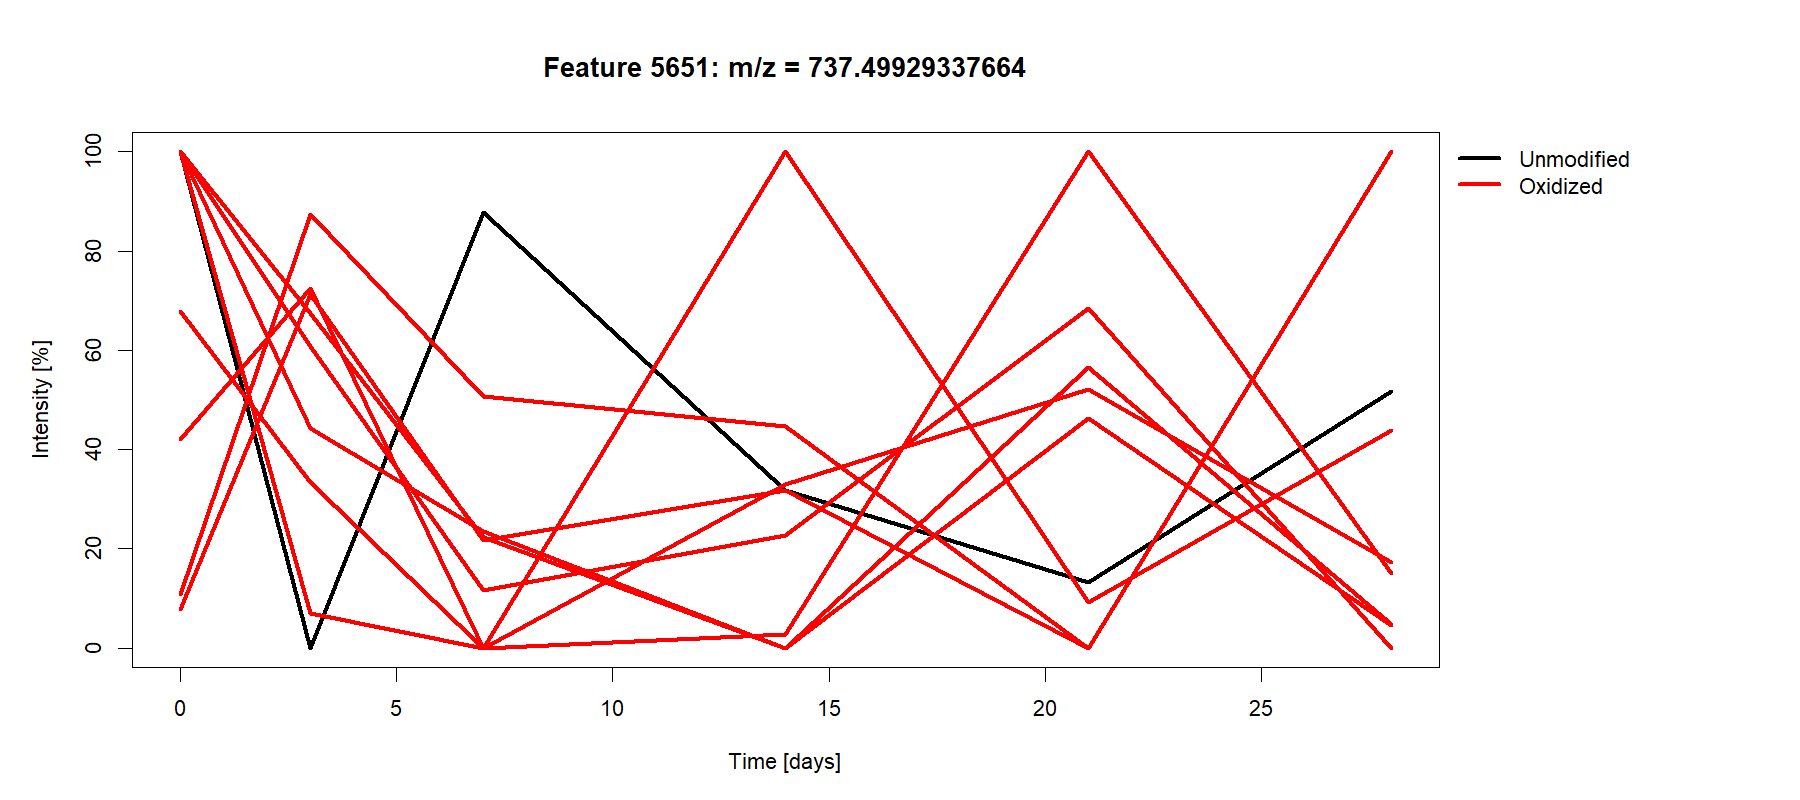 Feature 5651: m/z = 737.49929337664
Unmodified
Oxidized
Intensity [%]
100
80
60
40
20
0
0 5 10 15 20 25
Time [days]